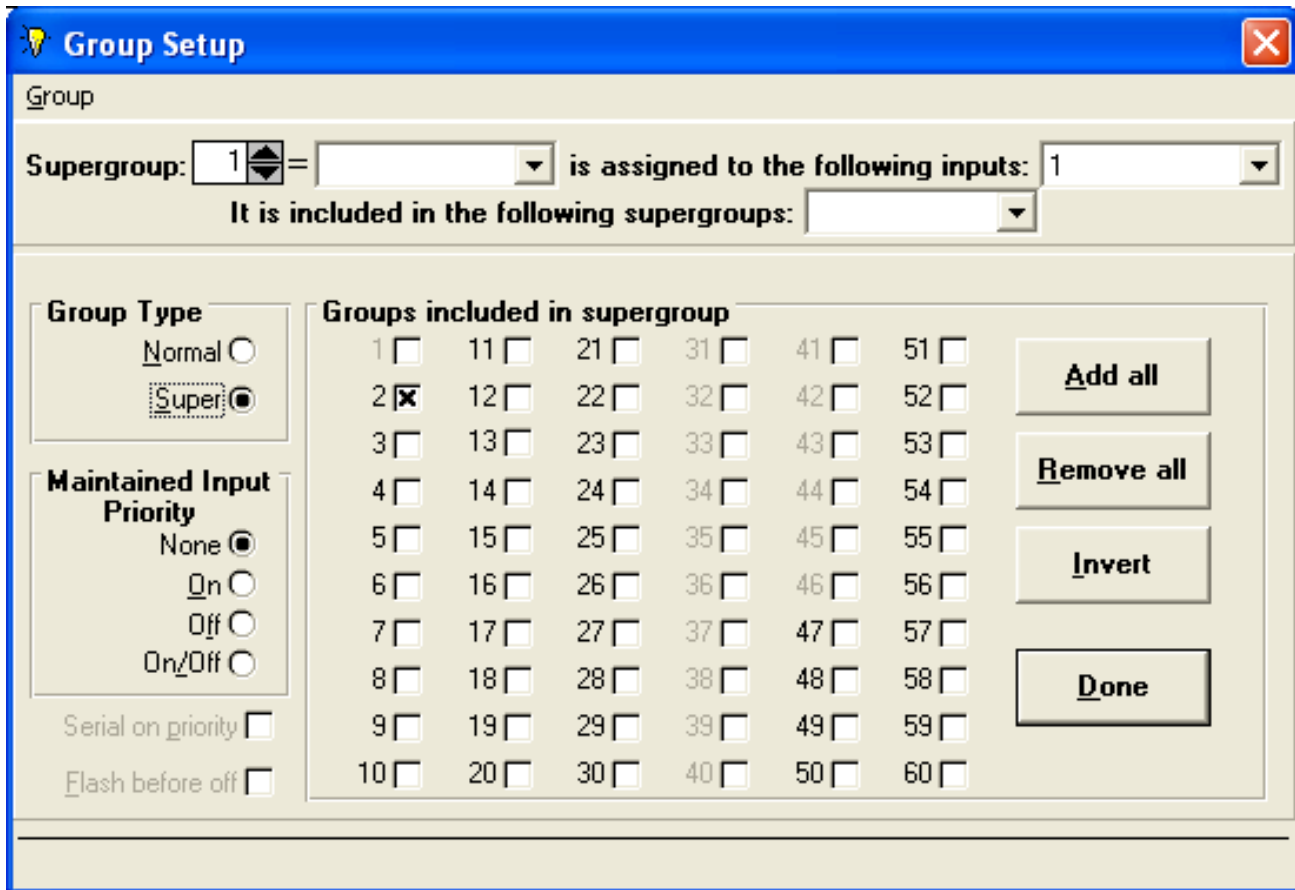 Group Setup
Group
Supergroup: 1 = is assigned to the following inputs: 1
It is included in the following supergroups:
Group Type
Normal
Super
Maintained Input
Priority
None
On
Off
On/Off
Serial on priority
Flash before off
Groups included in supergroup
1 11 21 31 41 51
2 12 22 32 42 52
3 13 23 33 43 53
4 14 24 34 44 54
5 15 25 35 45 55
6 16 26 36 46 56
7 17 27 37 47 57
8 18 28 38 48 58
9 19 29 39 49 59
10 20 30 40 50 60
Add all
Remove all
Invert
Done